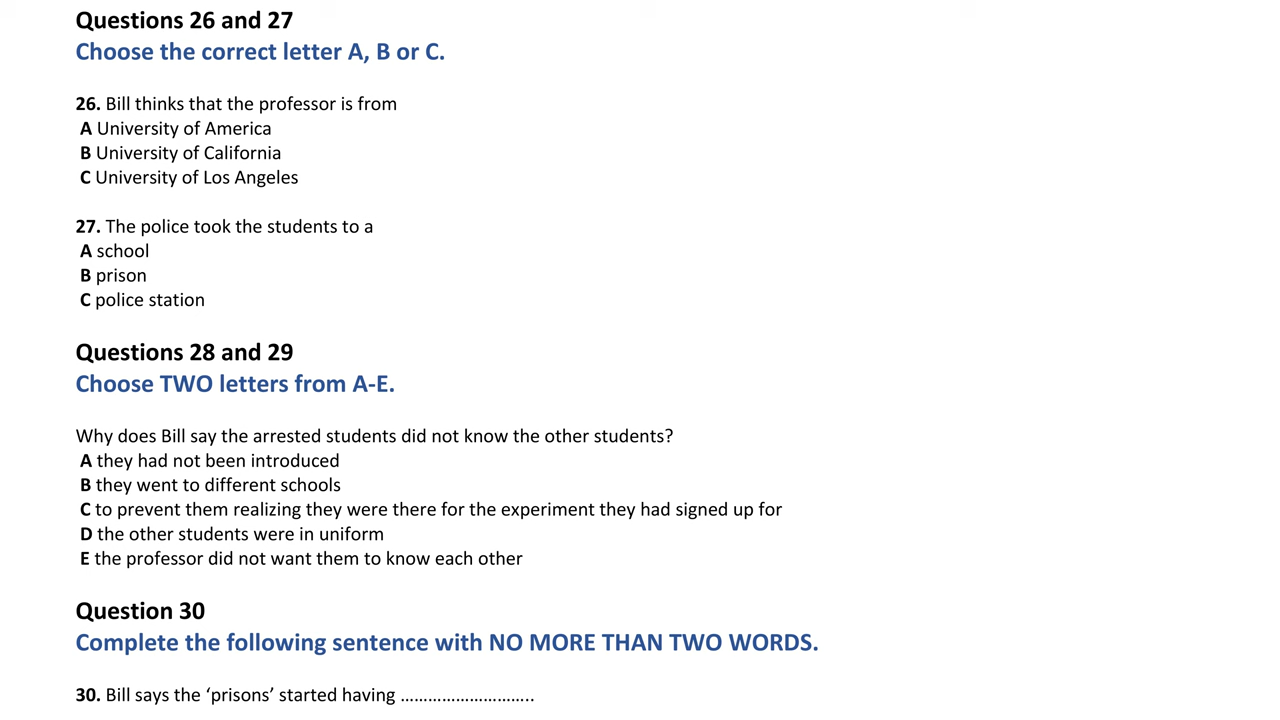 Questions 26 and 27
Choose the correct letter A, B or C.
26. Bill thinks that the professor is from
A University of America
B University of California
C University of Los Angeles
27. The police took the students to a
A school
B prison
C police station
Questions 28 and 29
Choose TWO letters from A-E.
Why does Bill say the arrested students did not know the other students?
A they had not been introduced
B they went to different schools
C to prevent them realizing they were there for the experiment they had signed up for
D the other students were in uniform
E the professor did not want them to know each other
Question 30
Complete the following sentence with NO MORE THAN TWO WORDS.
30. Bill says the ‘prisons’ started having ………………………..